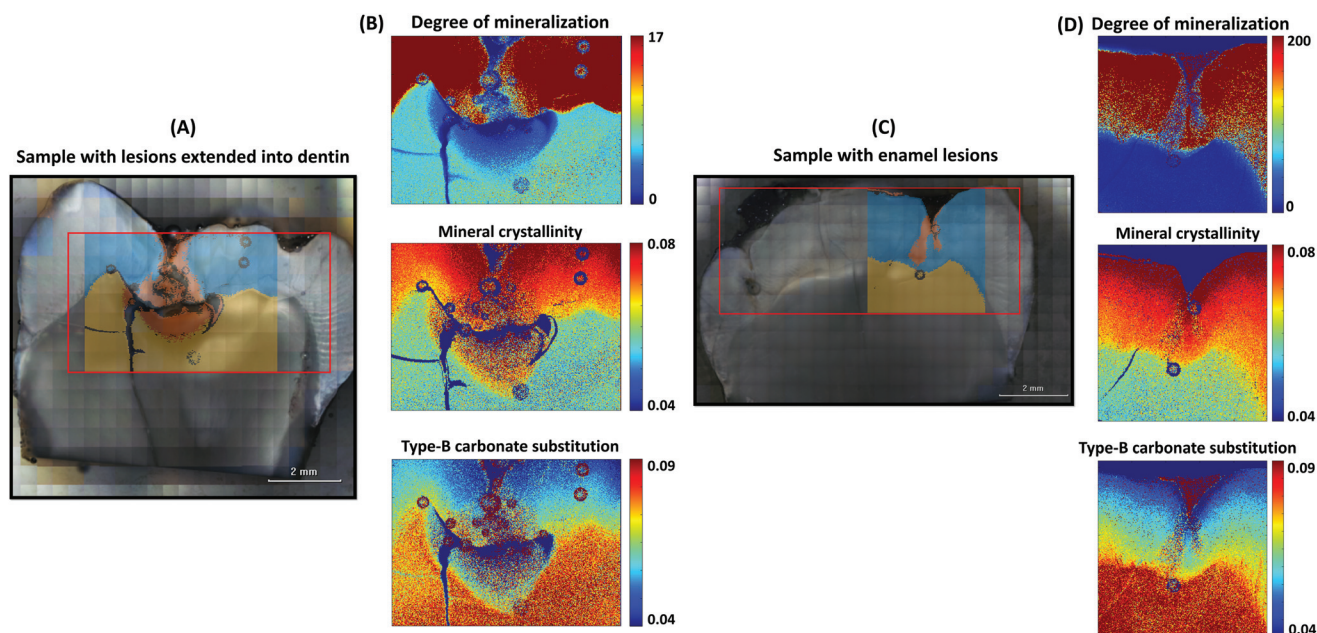 (A)
Sample with lesions extended into dentin
2 mm
(B)
Degree of mineralization
17
0
Mineral crystallinity
0.08
0.04
Type-B carbonate substitution
0.09
0.04
(C)
Sample with enamel lesions
2 mm
(D)
Degree of mineralization
200
0
Mineral crystallinity
0.08
0.04
Type-B carbonate substitution
0.09
0.04